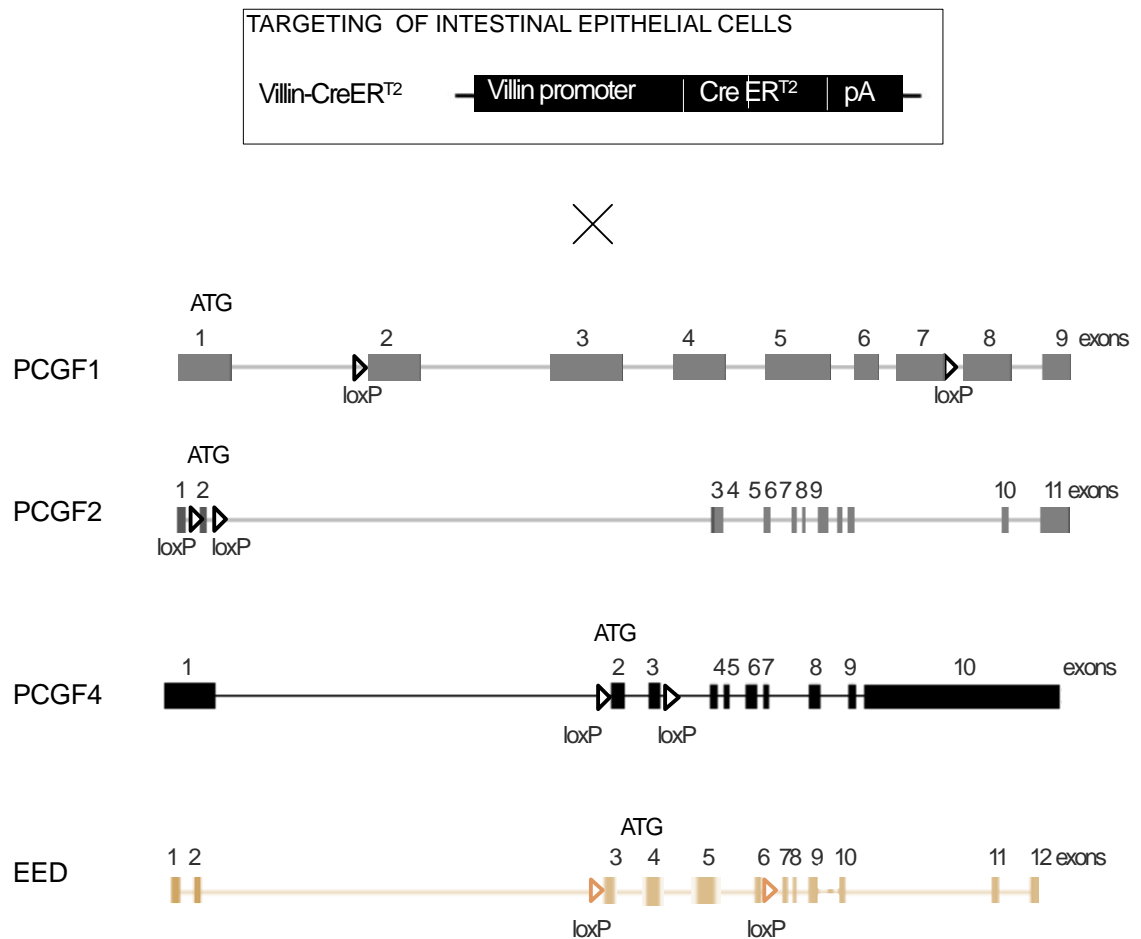 TARGETING OF INTESTINAL EPITHELIAL CELLS
Villin-CreERT2 Villin promoter Cre ERT2 pA
ATG
1 2 3 4 5 6 7 8 9 exons
PCGF1
loxP loxP
ATG
1 2 3 4 5 6 7 8 9 10 11 exons
PCGF2
loxP loxP
ATG
1 2 3 4 5 6 7 8 9 10 exons
PCGF4
loxP loxP
ATG
1 2 3 4 5 6 7 8 9 10 11 12 exons
EED
loxP loxP